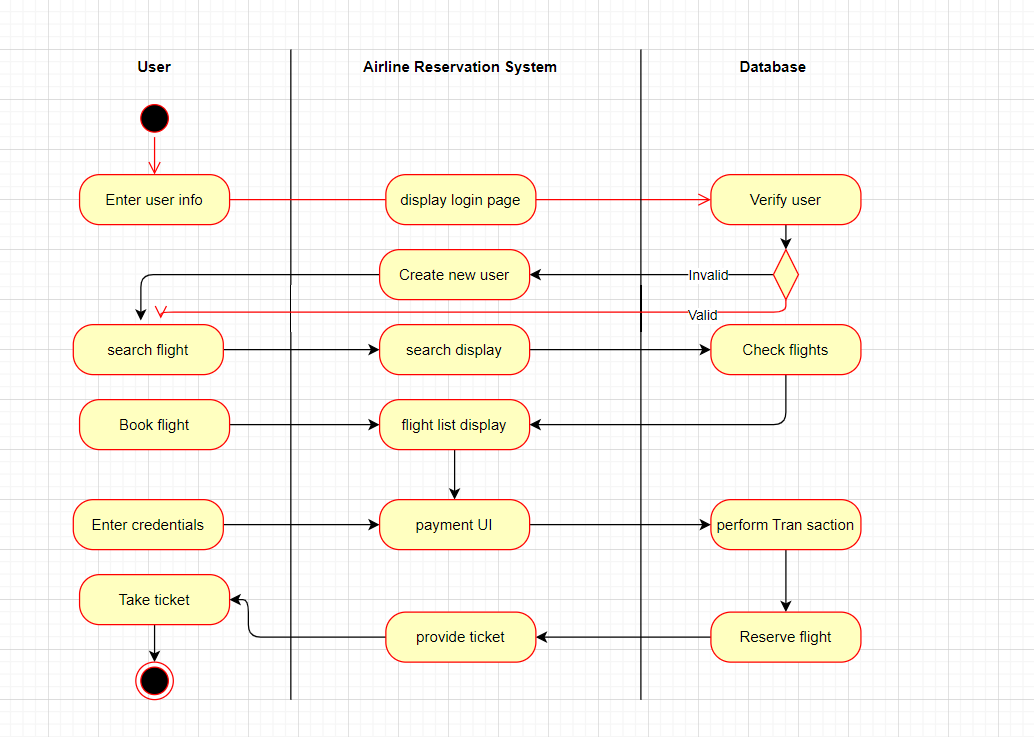 User
Airline Reservation System
Database
Enter user info
display login page
Verify user
Create new user
Invalid
Valid
search flight
search display
Check flights
Book flight
flight list display
Enter credentials
payment UI
perform Tran saction
Take ticket
provide ticket
Reserve flight